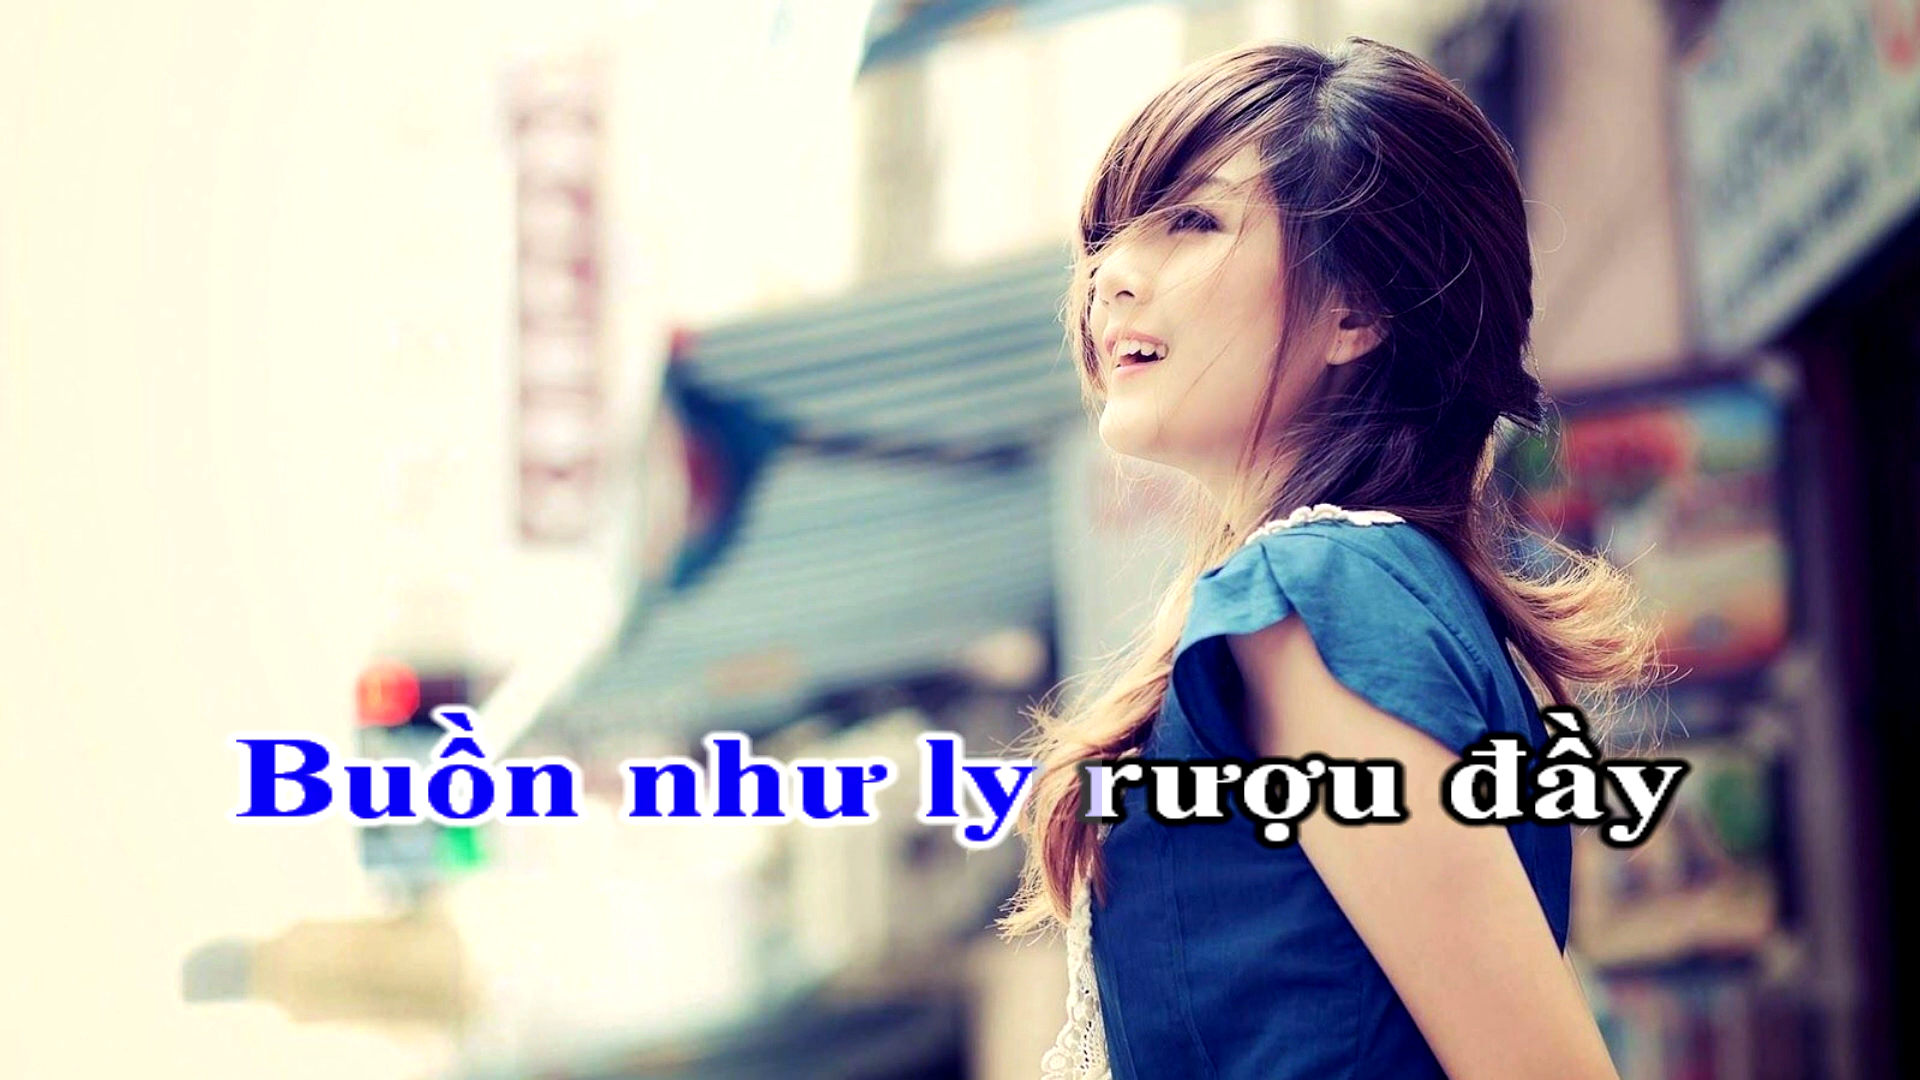 Buồn như ly rượu đầy